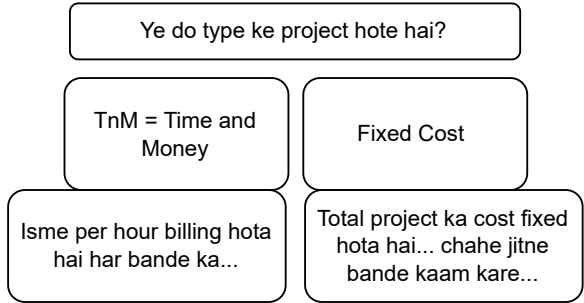 Ye do type ke project hote hai?
TnM = Time and
Money
Fixed Cost
Isme per hour billing hota
hai har bande ka...
Total project ka cost fixed
hota hai... chahe jitne
bande kaam kare...